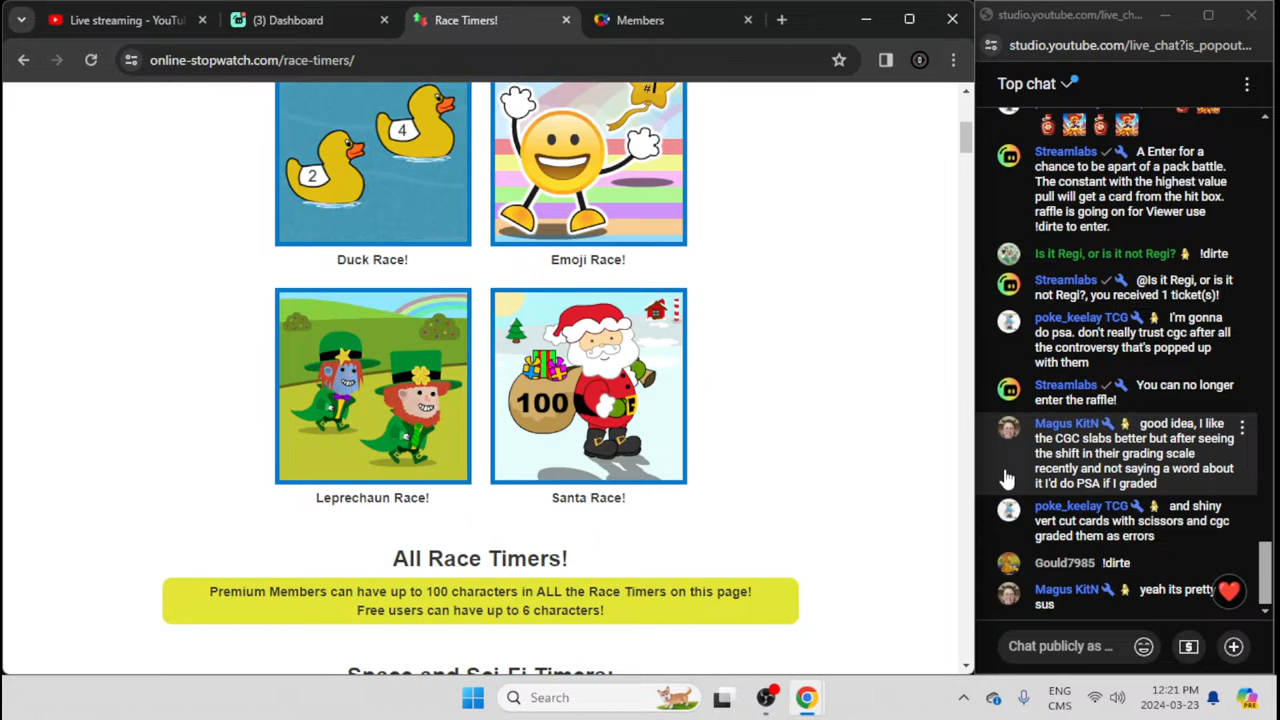 Live streaming - YouTu
(3) Dashboard
Race Timers!
Members
online-stopwatch.com/race-timers/
#1
4
2
Duck Race!
Emoji Race!
100
Leprechaun Race!
Santa Race!
All Race Timers!
Premium Members can have up to 100 characters in ALL the Race Timers on this page!
Free users can have up to 6 characters!
Space and Sci-Fi Timers:
studio.youtube.com/live_ch...
studio.youtube.com/live_chat?is_popout...
Top chat
Streamlabs A Enter for a
chance to be apart of a pack battle.
The constant with the highest value
pull will get a card from the hit box.
raffle is going on for Viewer use
!dirte to enter.
Is it Regi, or is it not Regi? !dirte
Streamlabs @Is it Regi, or is it
not Regi?, you received 1 ticket(s)!
poke_keelay TCG I'm gonna
do psa. don't really trust cgc after all
the controversy that's popped up
with them
Streamlabs You can no longer
enter the raffle!
Magus KitN good idea, I like
the CGC slabs better but after seeing
the shift in their grading scale
recently and not saying a word about
it I'd do PSA if I graded
poke_keelay TCG and shiny
vert cut cards with scissors and cgc
graded them as errors
Gould7985 !dirte
Magus KitN yeah its pretty
sus
Chat publicly as ...
Search
ENG
CMS
12:21 PM
2024-03-23
PRE